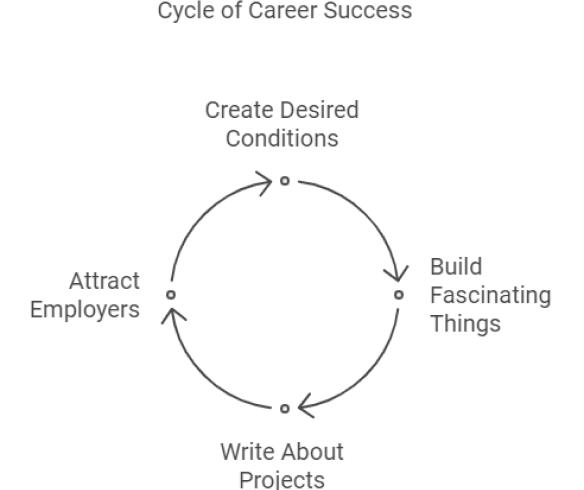 Cycle of Career Success
Create Desired
Conditions
Build
Fascinating
Things
Write About
Projects
Attract
Employers